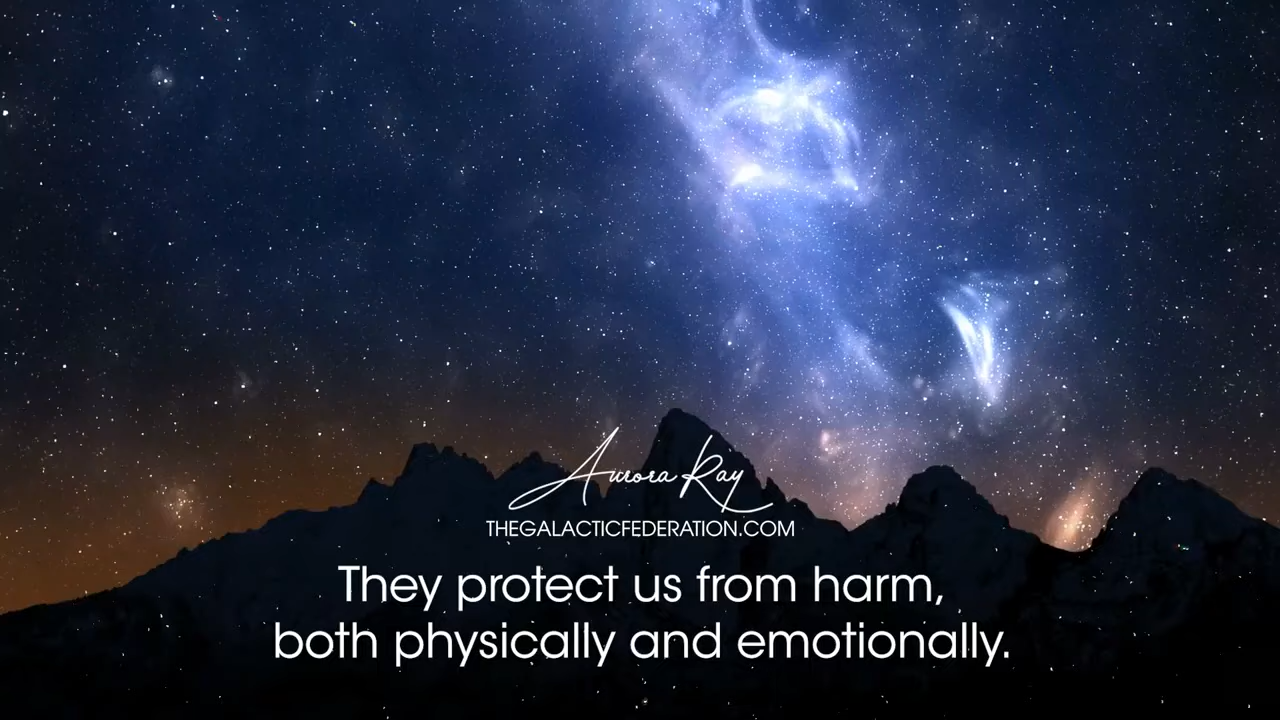 Aurora Ray
THEGALACTICFEDERATION.COM
They protect us from harm,
both physically and emotionally.